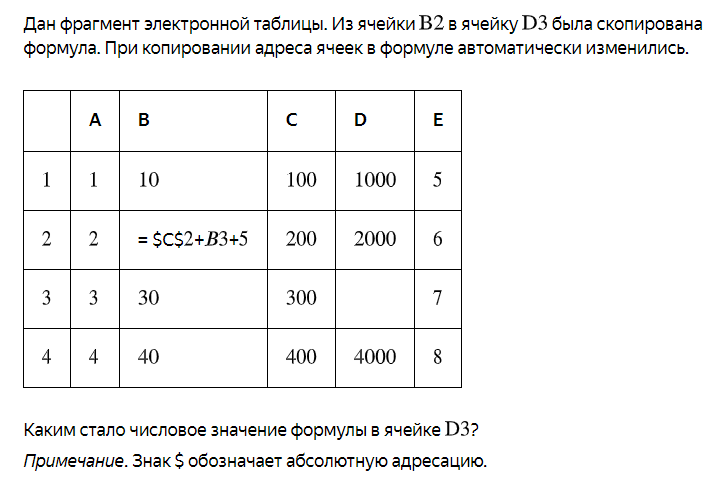 Дан фрагмент электронной таблицы. Из ячейки B2 в ячейку D3 была скопирована
формула. При копировании адреса ячеек в формуле автоматически изменились.
A B C D E
1 1 10 100 1000 5
2 2 = $C$2+B3+5 200 2000 6
3 3 30 300 7
4 4 40 400 4000 8
Каким стало числовое значение формулы в ячейке D3?
Примечание. Знак $ обозначает абсолютную адресацию.